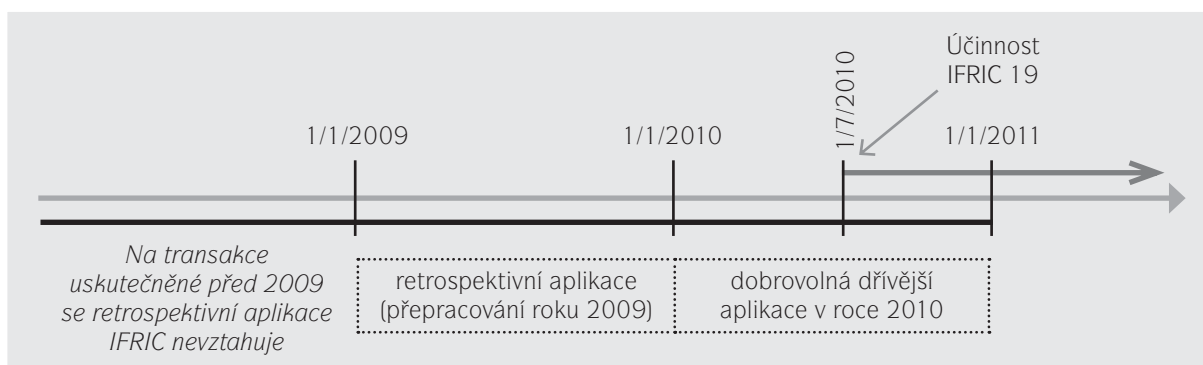 Účinnost
IFRIC 19
1/1/2009
1/1/2010
1/7/2010
1/1/2011
Na transakce
uskutečněné před 2009
se retrospektivní aplikace
IFRIC nevztahuje
retrospektivní aplikace
(přepracování roku 2009)
dobrovolná dřívější
aplikace v roce 2010